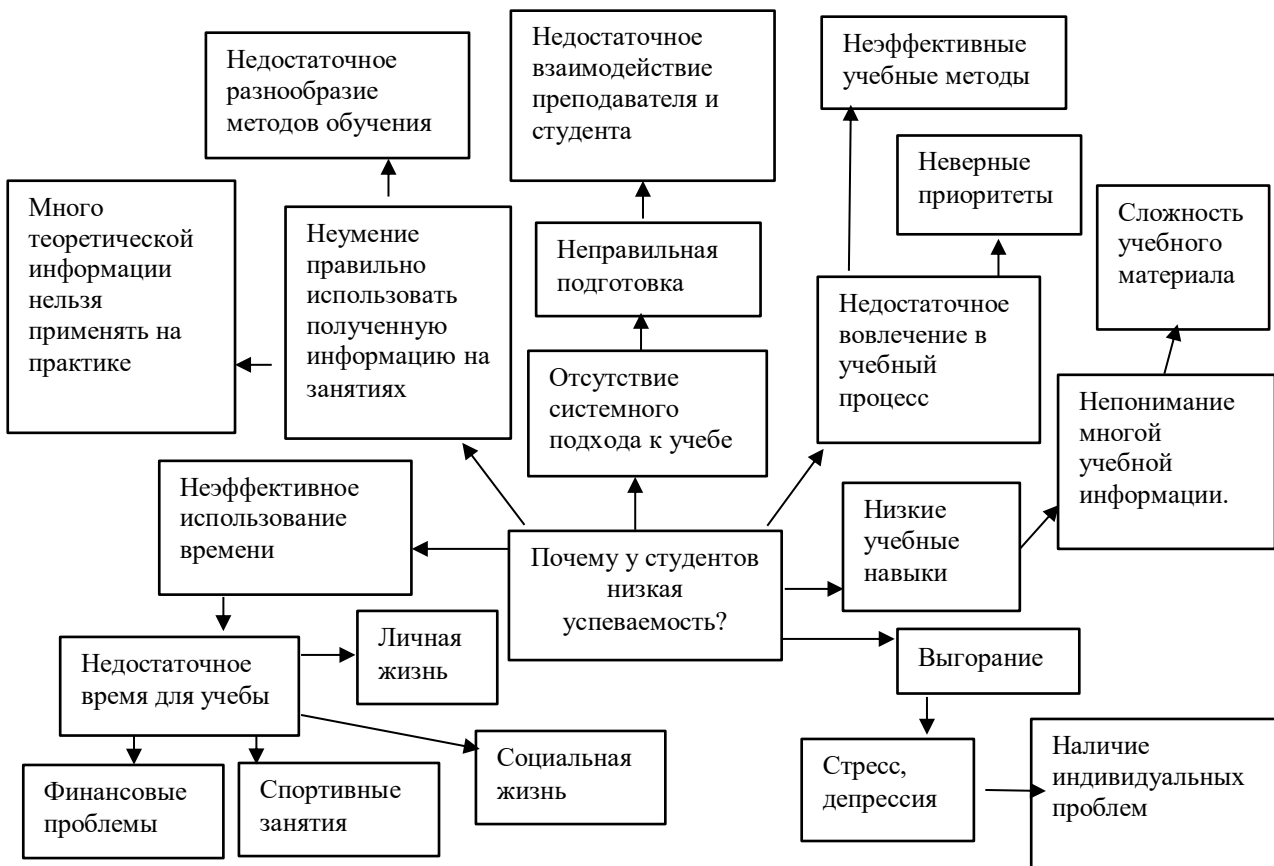 Недостаточное
разнообразие
методов обучения
Недостаточное
взаимодействие
преподавателя и
студента
Неэффективные
учебные методы
Неверные
приоритеты
Много
теоретической
информации
нельзя
применять на
практике
Неумение
правильно
использовать
полученную
информацию на
занятиях
Неправильная
подготовка
Сложность
учебного
материала
Недостаточное
вовлечение в
учебный
процесс
Отсутствие
системного
подхода к учебе
Непонимание
многой
учебной
информации.
Неэффективное
использование
времени
Почему у студентов
низкая
успеваемость?
Низкие
учебные
навыки
Недостаточное
время для учебы
Личная
жизнь
Выгорание
Финансовые
проблемы
Спортивные
занятия
Социальная
жизнь
Стресс,
депрессия
Наличие
индивидуальных
проблем